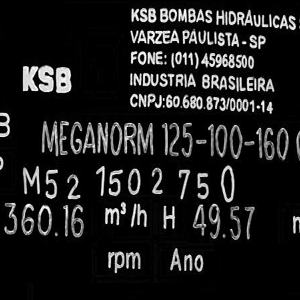 KSB BOMBAS HIDRÁULICAS
VARZEA PAULISTA - SP
FONE: (011) 45968500
INDUSTRIA BRASILEIRA
CNPJ: 60.680.873/0001-14
KSB
MEGANORM 125-100-160
M52 1502750
360.16 m³/h H 49.57
rpm Ano